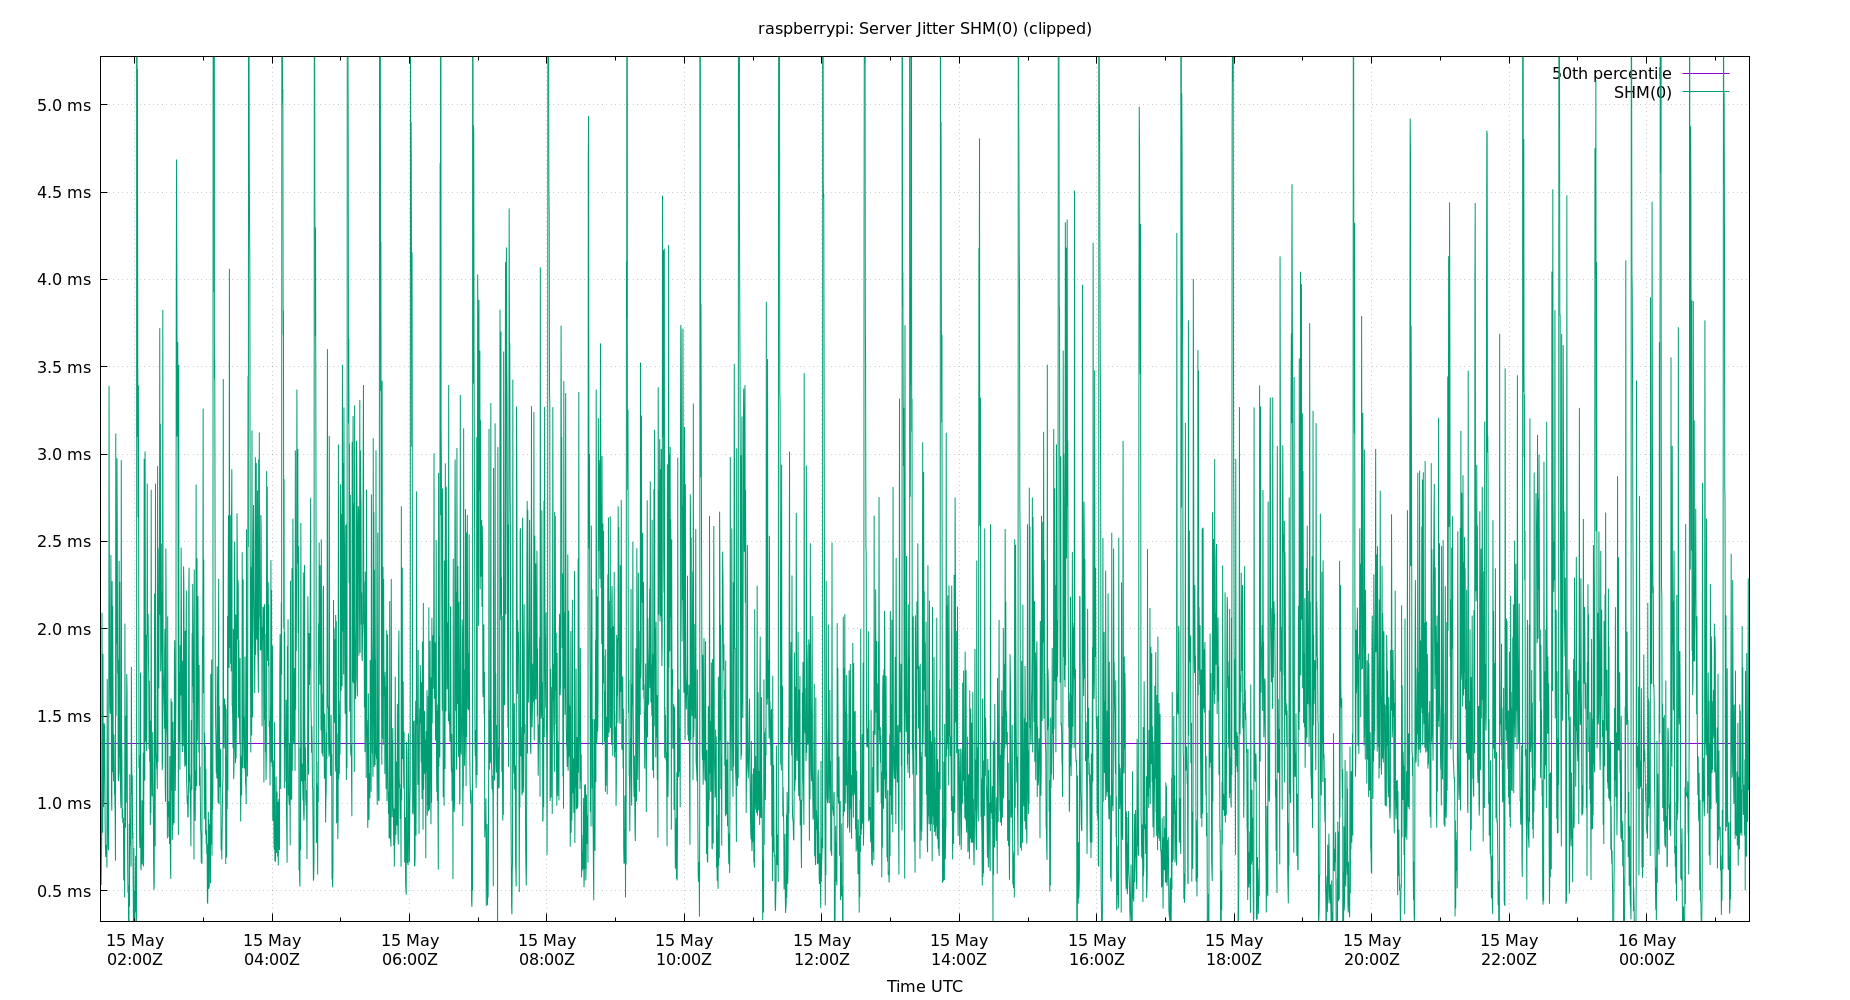 raspberrypi: Server Jitter SHM(0) (clipped)
50th percentile
SHM(0)
5.0 ms
4.5 ms
4.0 ms
3.5 ms
3.0 ms
2.5 ms
2.0 ms
1.5 ms
1.0 ms
0.5 ms
15 May 15 May 15 May 15 May 15 May 15 May 15 May 15 May 15 May 15 May 15 May 16 May
02:00Z 04:00Z 06:00Z 08:00Z 10:00Z 12:00Z 14:00Z 16:00Z 18:00Z 20:00Z 22:00Z 00:00Z
Time UTC